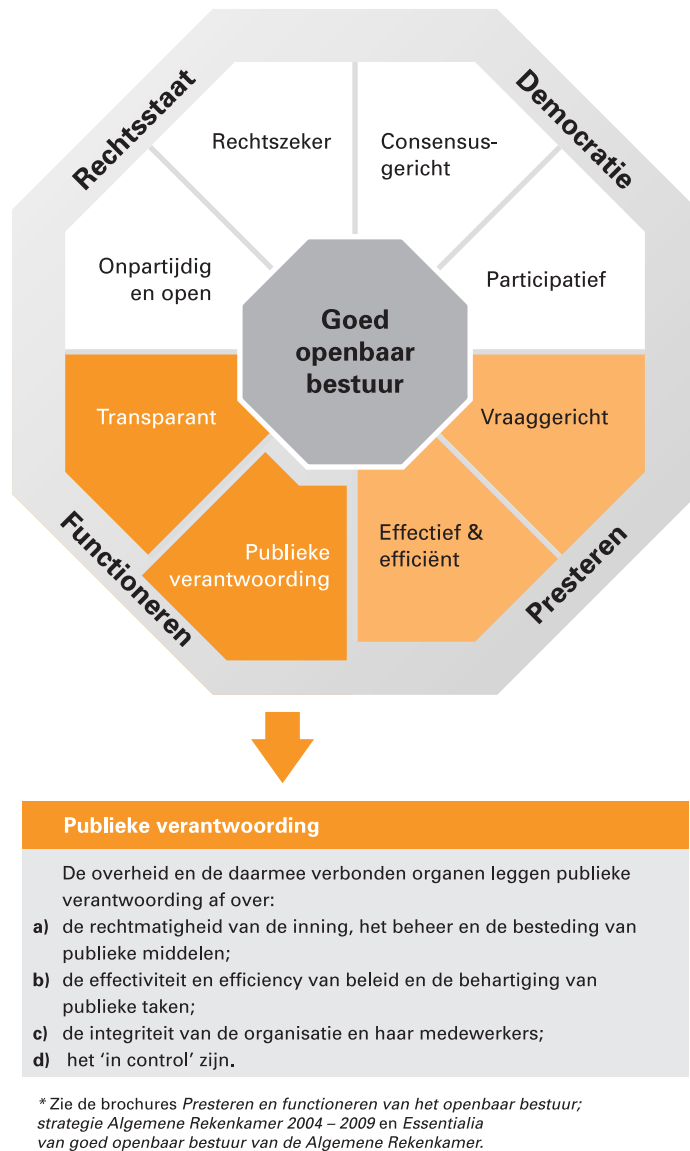 Rechtsstaat
Democratie
Rechtszeker
Consensus-
gericht
Onpartijdig
en open
Participatief
Goed
openbaar
bestuur
Transparant
Vraaggericht
Publieke
verantwoording
Effectief &
efficiënt
Functioneren
Presteren
Publieke verantwoording
De overheid en de daarmee verbonden organen leggen publieke
verantwoording af over:
a) de rechtmatigheid van de inning, het beheer en de besteding van
publieke middelen;
b) de effectiviteit en efficiency van beleid en de behartiging van
publieke taken;
c) de integriteit van de organisatie en haar medewerkers;
d) het ‘in control’ zijn.
* Zie de brochures Presteren en functioneren van het openbaar bestuur;
strategie Algemene Rekenkamer 2004 – 2009 en Essentialia
van goed openbaar bestuur van de Algemene Rekenkamer.